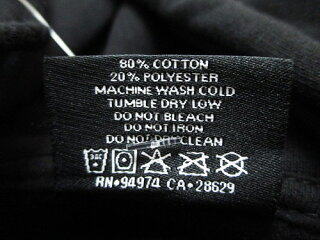 80% COTTON
20% POLYESTER
MACHINE WASH COLD
TUMBLE DRY LOW
DO NOT BLEACH
DO NOT IRON
DO NOT DRY CLEAN
RN•94974 CA•28629